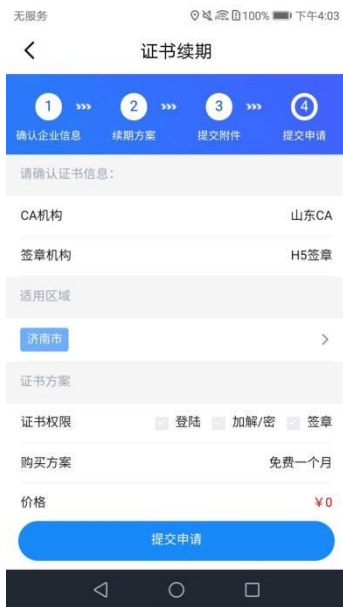 无服务 100% 下午4:03
证书续期
1 2 3 4
确认企业信息 续期方案 提交附件 提交申请
请确认证书信息：
CA机构 山东CA
签章机构 H5签章
适用区域
济南市
证书方案
证书权限 登陆 加解/密 签章
购买方案 免费一个月
价格 ￥0
提交申请